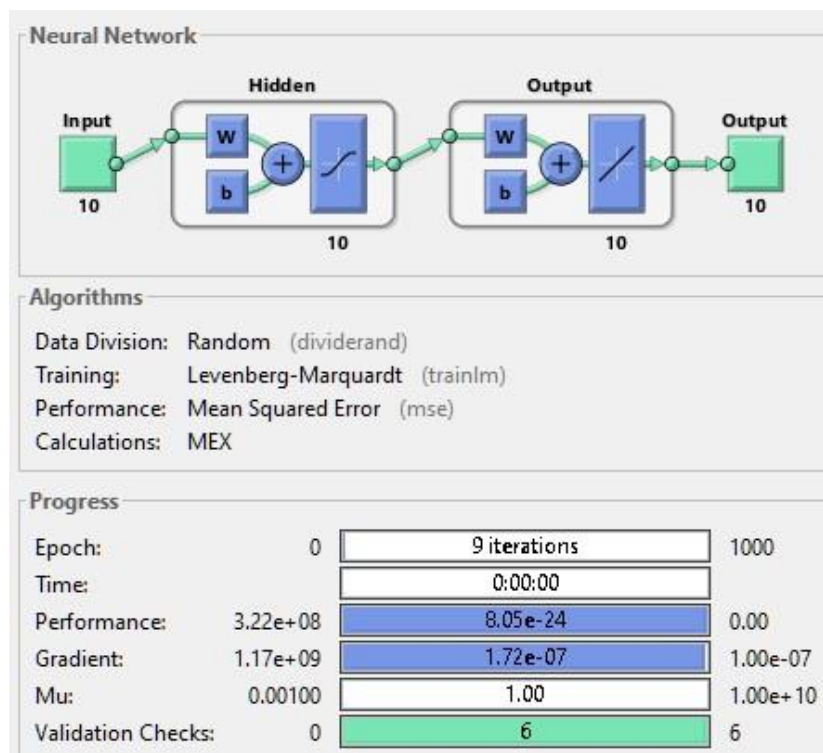 Neural Network
Hidden Output
Input Output
W W
+ +
b b
10 10
10 10
Algorithms
Data Division: Random (dividerand)
Training: Levenberg-Marquardt (trainlm)
Performance: Mean Squared Error (mse)
Calculations: MEX
Progress
Epoch: 0 9 iterations 1000
Time: 0:00:00
Performance: 3.22e+08 8.05e-24 0.00
Gradient: 1.17e+09 1.72e-07 1.00e-07
Mu: 0.00100 1.00 1.00e+10
Validation Checks: 0 6 6